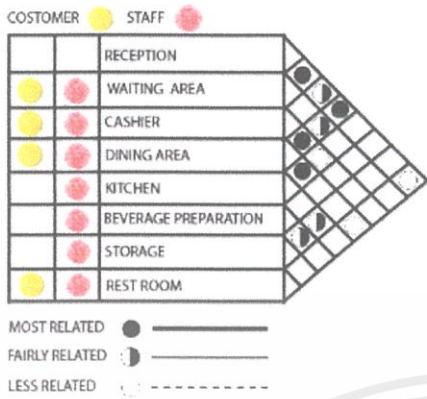 COSTOMER STAFF
RECEPTION
WAITING AREA
CASHIER
DINING AREA
KITCHEN
BEVERAGE PREPARATION
STORAGE
REST ROOM
MOST RELATED
FAIRLY RELATED
LESS RELATED